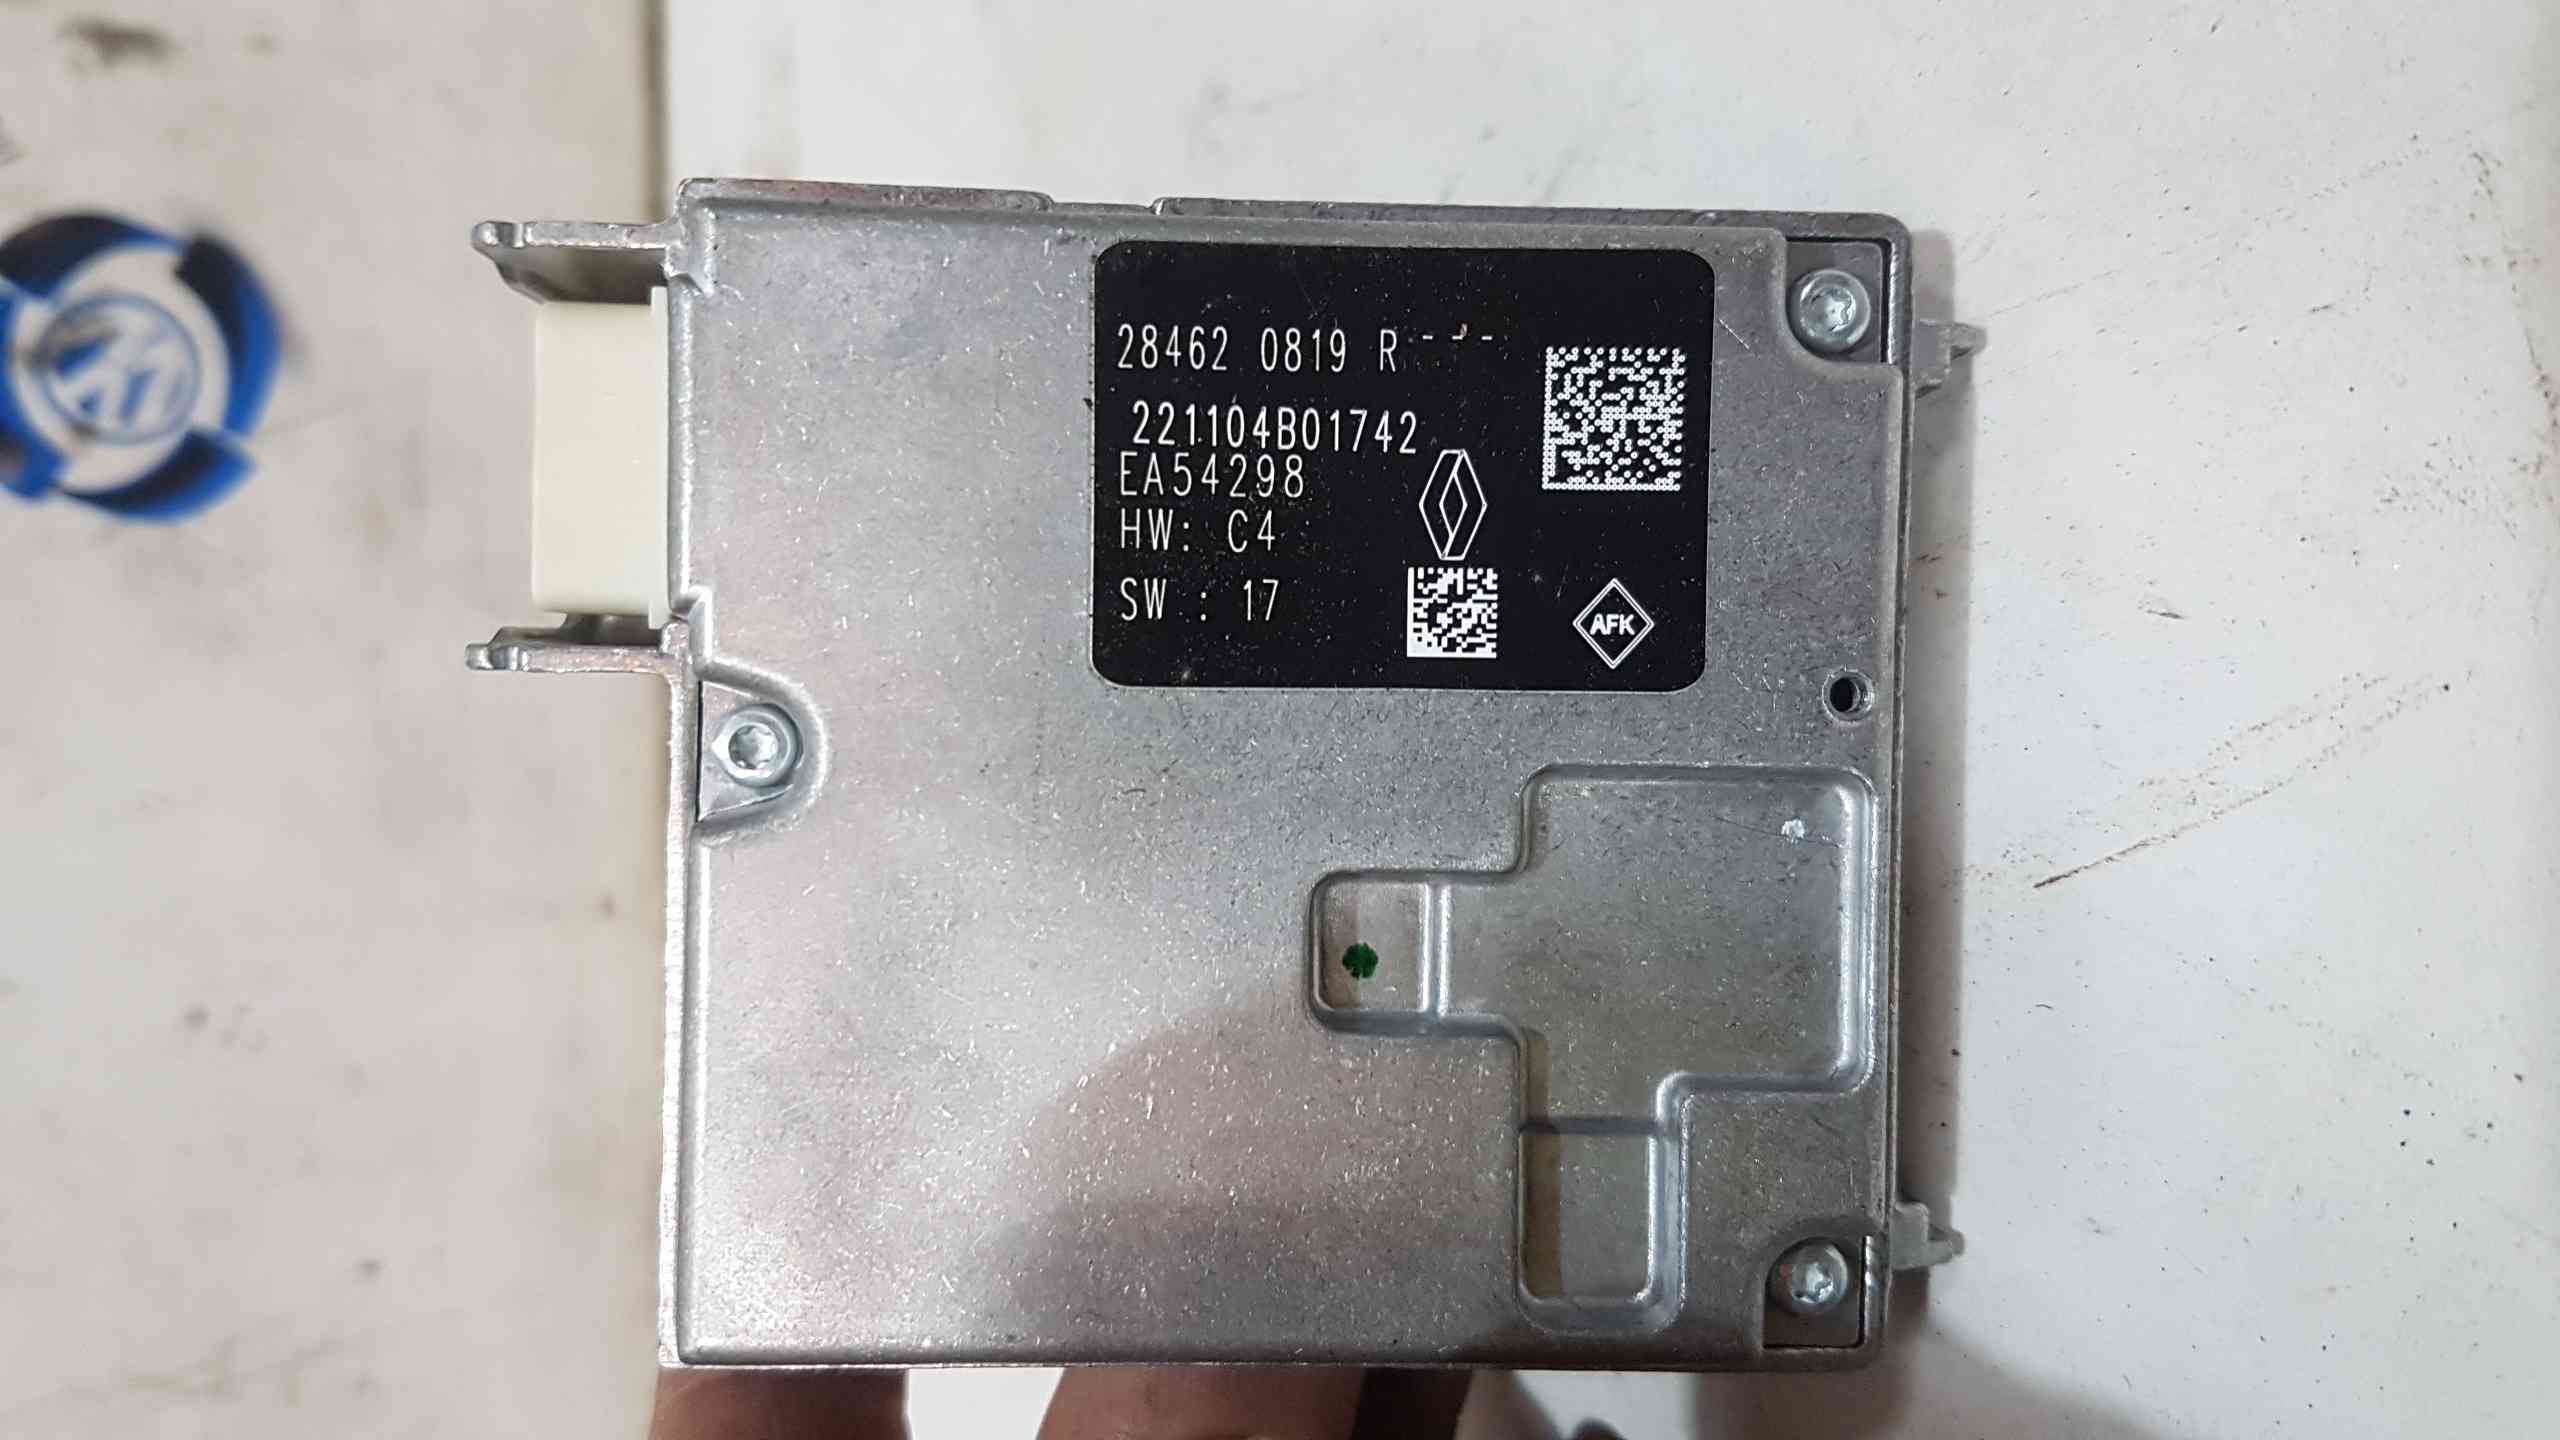 28462 0819 R---
221104B01742
EA54298
HW: C4
SW : 17
AFK